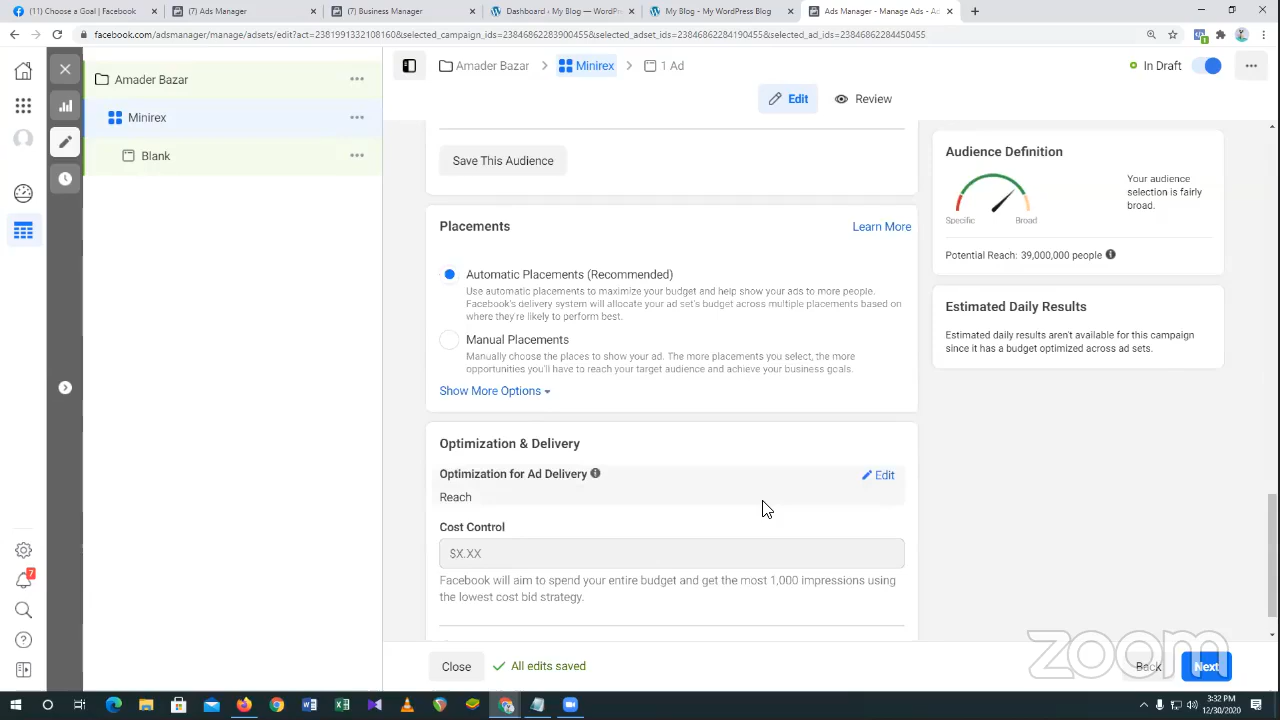 (11) Choose a Goal | Facebook
(7) Ads Manager
(7) Business Manager
Dashboard ‹ My Blog — WordPr
My Blog – My WordPress Blog
Ads Manager - Manage Ads - Ad
facebook.com/adsmanager/manage/adsets/edit?act=2381991332108160&selected_campaign_ids=23846862283900455&selected_adset_ids=23846862284190455&selected_ad_ids=23846862284450455
Amader Bazar
Minirex
Blank
Amader Bazar
Minirex
1 Ad
In Draft
Edit
Review
Save This Audience
Placements
Learn More
Automatic Placements (Recommended)
Use automatic placements to maximize your budget and help show your ads to more people.
Facebook's delivery system will allocate your ad set's budget across multiple placements based on
where they're likely to perform best.
Manual Placements
Manually choose the places to show your ad. The more placements you select, the more
opportunities you'll have to reach your target audience and achieve your business goals.
Show More Options
Optimization & Delivery
Optimization for Ad Delivery
Edit
Reach
Cost Control
$X.XX
Facebook will aim to spend your entire budget and get the most 1,000 impressions using
the lowest cost bid strategy.
Close
All edits saved
Back
Next
Audience Definition
Specific
Broad
Your audience
selection is fairly
broad.
Potential Reach: 39,000,000 people
Estimated Daily Results
Estimated daily results aren't available for this campaign
since it has a budget optimized across ad sets.
7
zoom
3:32 PM
12/30/2020